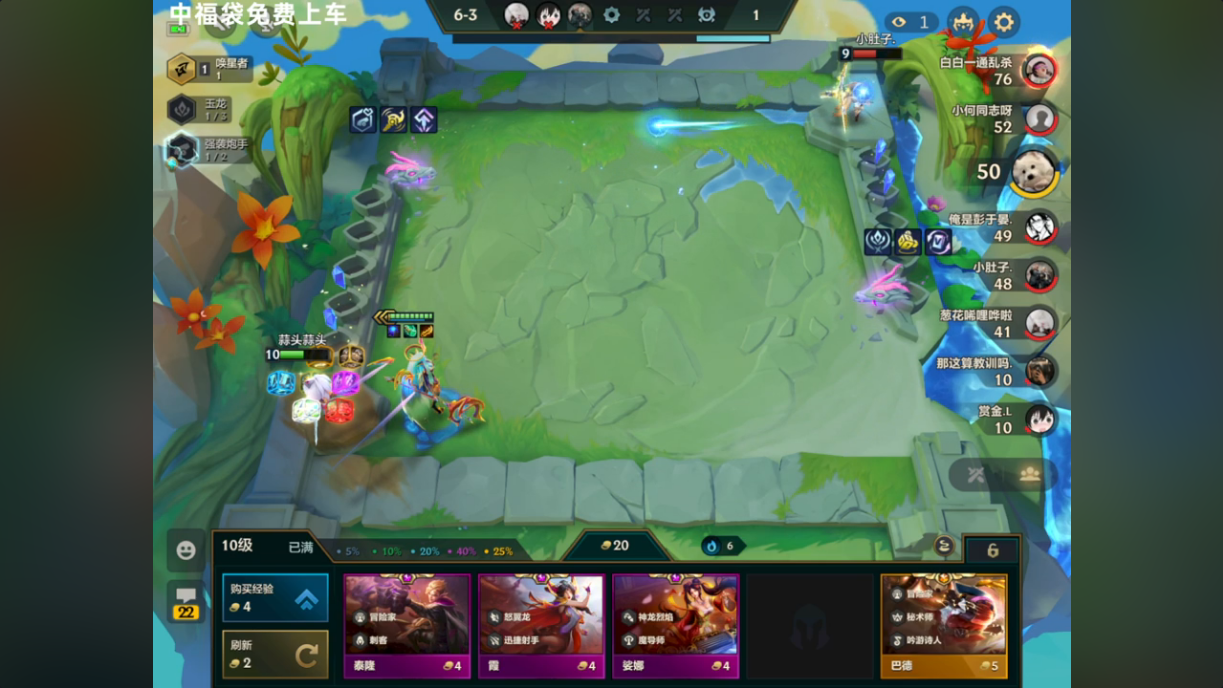 中福袋免费上车
6-3
1
1
唤星者
1
1
玉龙
1/3
强袭炮手
1/2
小肚子.
9
白白一通乱杀
76
小何同志呀
52
50
俺是彭于晏.
49
小肚子.
48
葱花唏哩哗啦
41
那这算教训吗.
10
赏金.L
10
蒜头蒜头
10
10级
已满
5%
10%
20%
40%
25%
20
6
6
22
购买经验
4
刷新
2
冒险家
刺客
泰隆
4
怒翼龙
迅捷射手
霞
4
神龙烈焰
魔导师
娑娜
4
冒险家
秘术师
吟游诗人
巴德
5